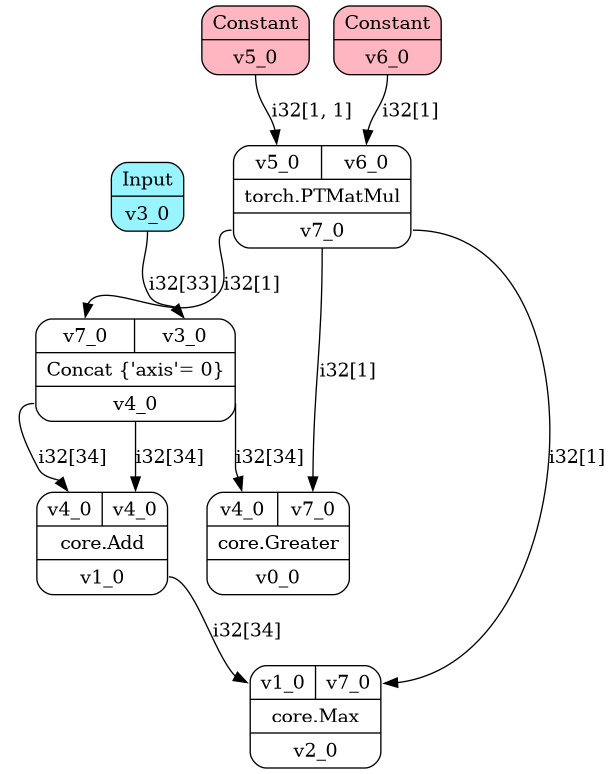 Constant
v5_0
Constant
v6_0
i32[1, 1]
i32[1]
v5_0 v6_0
torch.PTMatMul
v7_0
Input
v3_0
i32[33]
i32[1]
v7_0 v3_0
Concat {'axis'= 0}
v4_0
i32[1]
i32[34]
i32[34]
i32[34]
i32[1]
v4_0 v4_0
core.Add
v1_0
v4_0 v7_0
core.Greater
v0_0
i32[34]
v1_0 v7_0
core.Max
v2_0